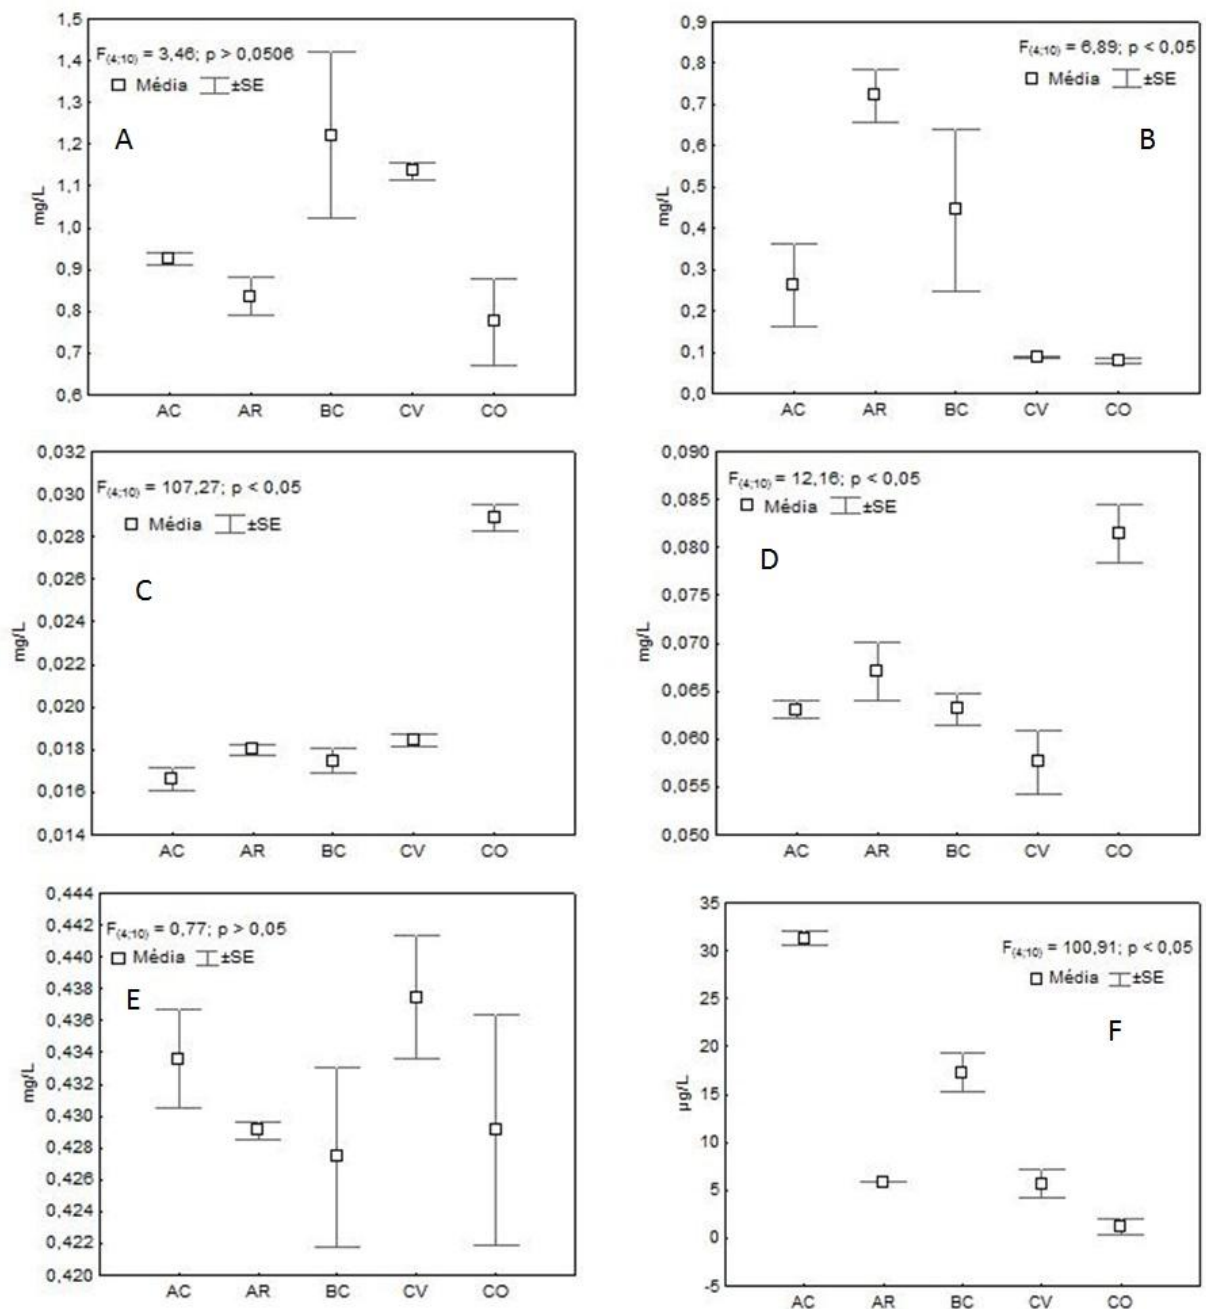 1,5
1,4
1,3
1,2
1,1
1,0
0,9
0,8
0,7
0,6
mg/L
F(4;10) = 3,46; p > 0,0506
Média ±SE
A
AC AR BC CV CO
0,9
0,8
0,7
0,6
0,5
0,4
0,3
0,2
0,1
0,0
mg/L
F(4;10) = 6,89; p < 0,05
Média ±SE
B
AC AR BC CV CO
0,032
0,030
0,028
0,026
0,024
0,022
0,020
0,018
0,016
0,014
mg/L
F(4;10) = 107,27; p < 0,05
Média ±SE
C
AC AR BC CV CO
0,090
0,085
0,080
0,075
0,070
0,065
0,060
0,055
0,050
mg/L
F(4;10) = 12,16; p < 0,05
Média ±SE
D
AC AR BC CV CO
0,444
0,442
0,440
0,438
0,436
0,434
0,432
0,430
0,428
0,426
0,424
0,422
0,420
mg/L
F(4;10) = 0,77; p > 0,05
Média ±SE
E
AC AR BC CV CO
35
30
25
20
15
10
5
0
-5
µg/L
F(4;10) = 100,91; p < 0,05
Média ±SE
F
AC AR BC CV CO